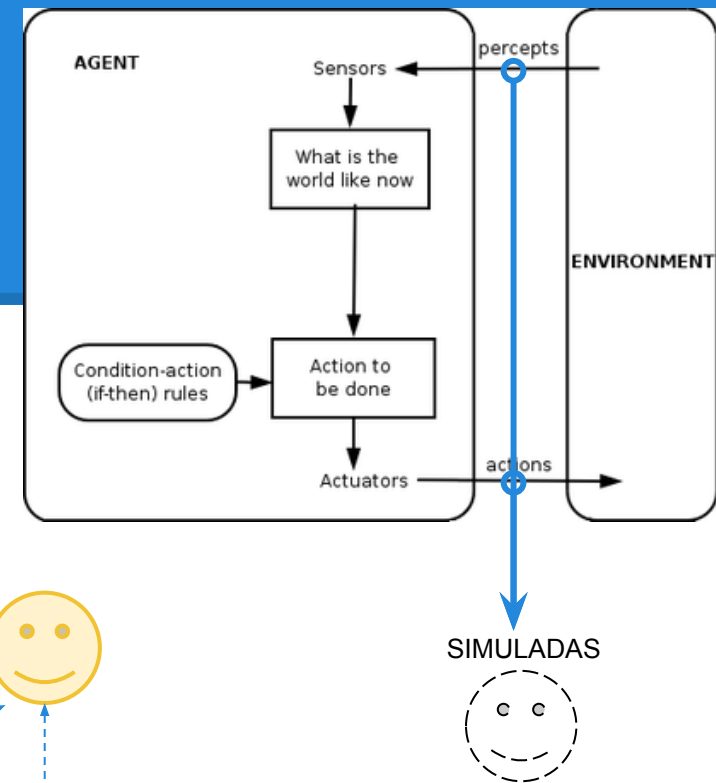 AGENT
percepts
Sensors
What is the
world like now
ENVIRONMENT
Condition-action
(if-then) rules
Action to
be done
actions
Actuators
SIMULADAS